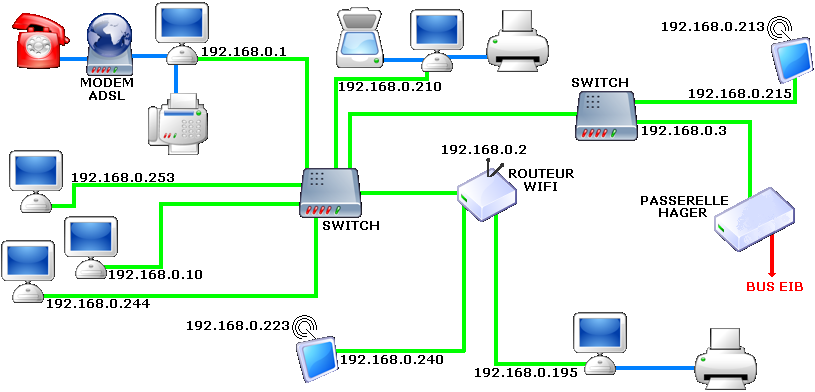 192.168.0.213
192.168.0.1
MODEM
ADSL
192.168.0.210
SWITCH
192.168.0.215
192.168.0.3
192.168.0.2
ROUTEUR
WIFI
192.168.0.253
SWITCH
PASSERELLE
HAGER
192.168.0.10
BUS EIB
192.168.0.244
192.168.0.223
192.168.0.240
192.168.0.195